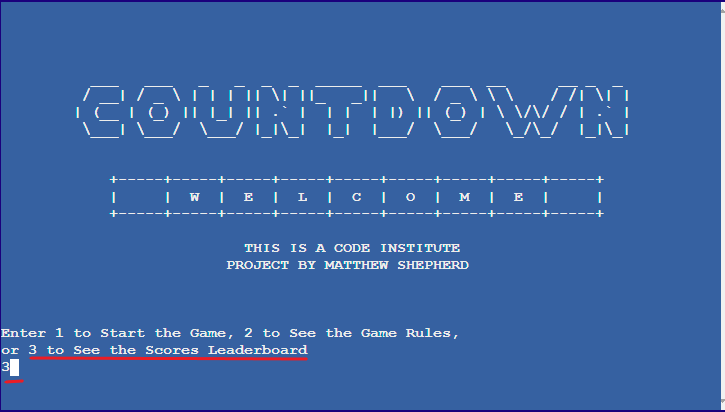 COUNTDOWN
W E L C O M E
THIS IS A CODE INSTITUTE
PROJECT BY MATTHEW SHEPHERD
Enter 1 to Start the Game, 2 to See the Game Rules,
or 3 to See the Scores Leaderboard
3